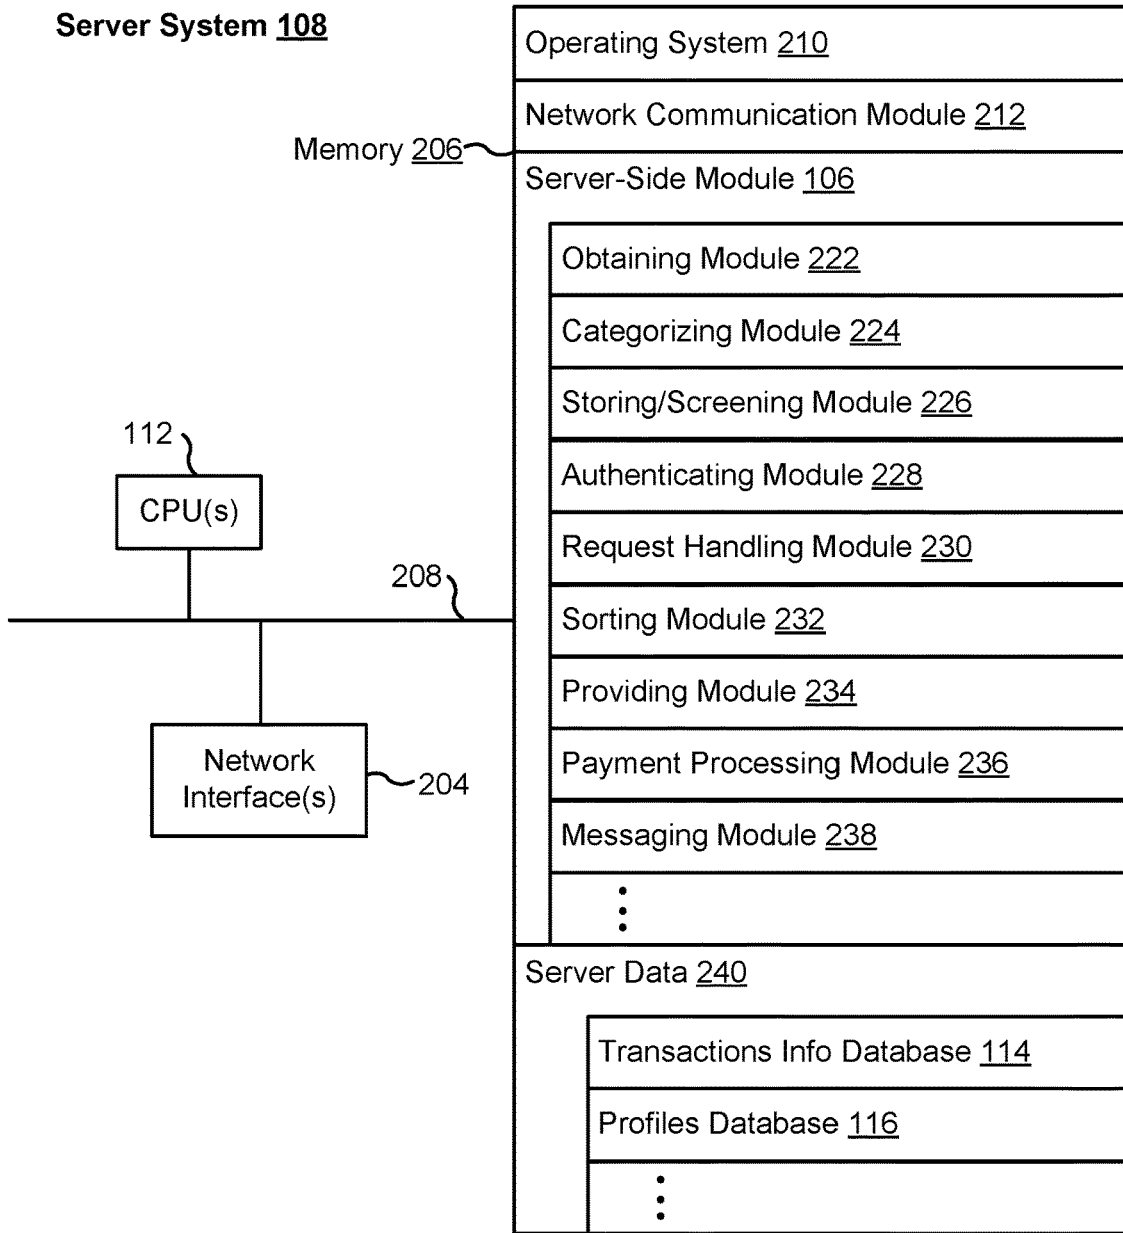 Server System 108
Operating System 210
Network Communication Module 212
Memory 206
Server-Side Module 106
Obtaining Module 222
Categorizing Module 224
Storing/Screening Module 226
112
CPU(s)
Authenticating Module 228
Request Handling Module 230
208
Sorting Module 232
Providing Module 234
Network
Interface(s)
204
Payment Processing Module 236
Messaging Module 238
Server Data 240
Transactions Info Database 114
Profiles Database 116